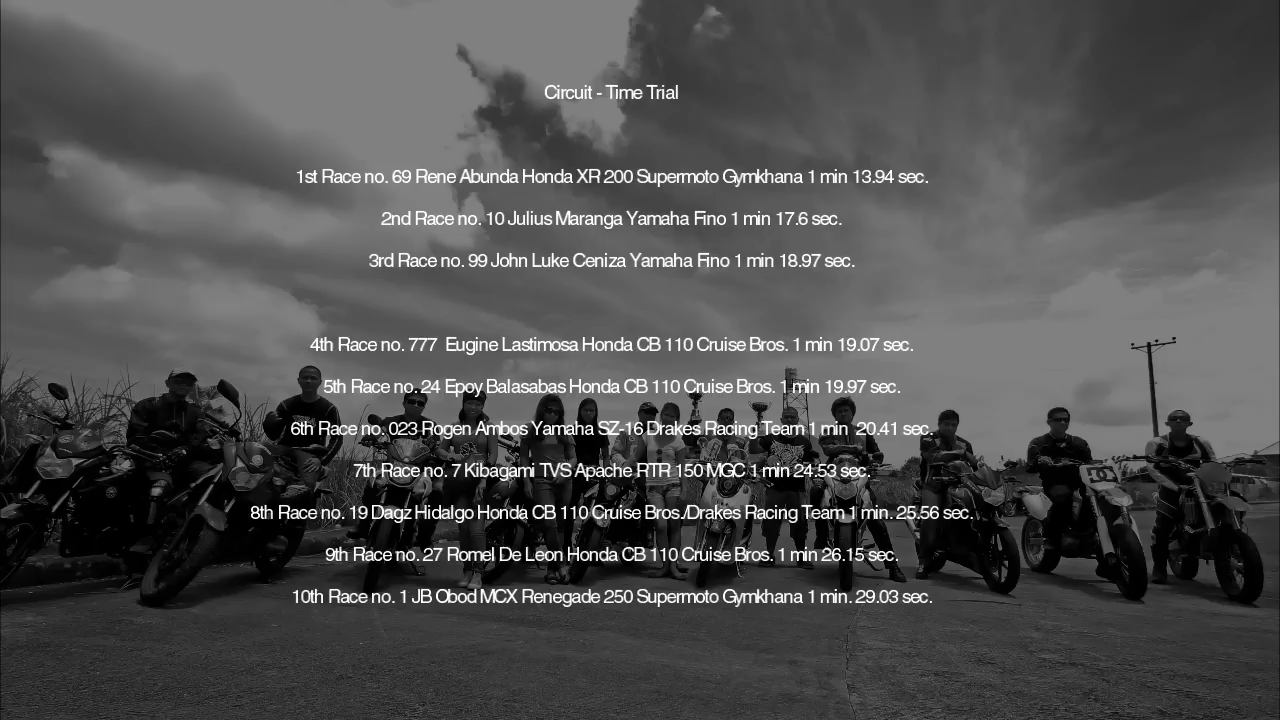 Circuit - Time Trial
1st Race no. 69 Rene Abunda Honda XR 200 Supermoto Gymkhana 1 min 13.94 sec.
2nd Race no. 10 Julius Maranga Yamaha Fino 1 min 17.6 sec.
3rd Race no. 99 John Luke Ceniza Yamaha Fino 1 min 18.97 sec.
4th Race no. 777  Eugine Lastimosa Honda CB 110 Cruise Bros. 1 min 19.07 sec.
5th Race no. 24 Epoy Balasabas Honda CB 110 Cruise Bros. 1 min 19.97 sec.
6th Race no. 023 Rogen Ambos Yamaha SZ-16 Drakes Racing Team 1 min  20.41 sec.
7th Race no. 7 Kibagami TVS Apache RTR 150 MGC 1 min 24.53 sec.
8th Race no. 19 Dagz Hidalgo Honda CB 110 Cruise Bros./Drakes Racing Team 1 min. 25.56 sec.
9th Race no. 27 Romel De Leon Honda CB 110 Cruise Bros. 1 min 26.15 sec.
10th Race no. 1 JB Obod MCX Renegade 250 Supermoto Gymkhana 1 min. 29.03 sec.